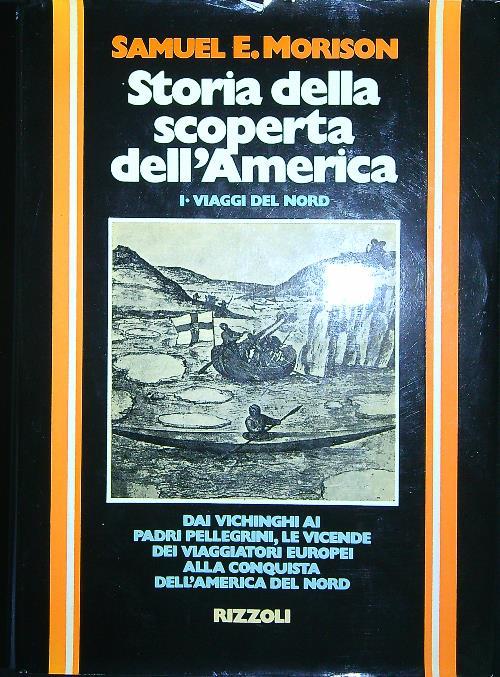 SAMUEL E. MORISON
Storia della
scoperta
dell'America
I• VIAGGI DEL NORD
DAI VICHINGHI AI
PADRI PELLEGRINI, LE VICENDE
DEI VIAGGIATORI EUROPEI
ALLA CONQUISTA
DELL'AMERICA DEL NORD
RIZZOLI